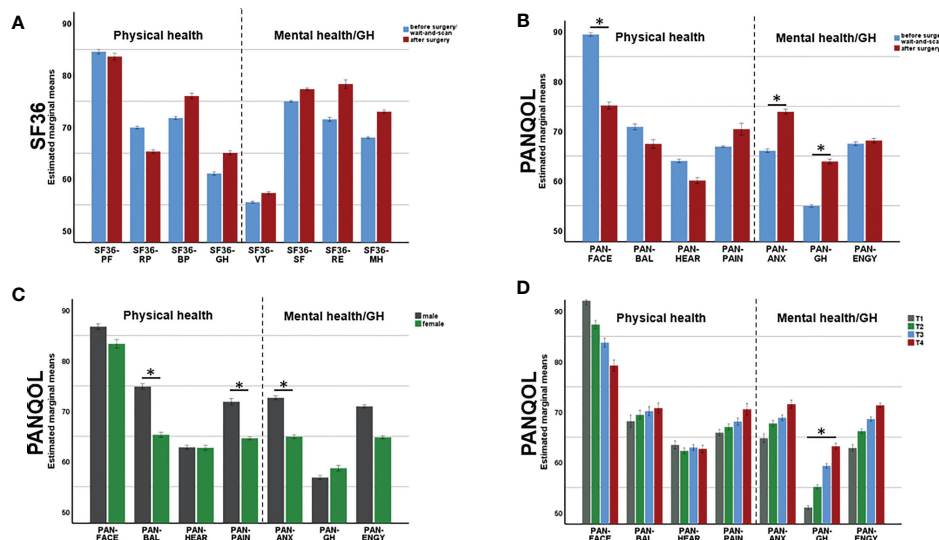 A
SF36
Estimated marginal means
90
80
70
60
50
Physical health
Mental health/GH
before surgery/
wait-and-scan
after surgery
SF36-
PF
SF36-
RP
SF36-
BP
SF36-
GH
SF36-
VT
SF36-
SF
SF36-
RE
SF36-
MH
B
PANQOL
Estimated marginal means
90
80
70
60
50
Physical health
Mental health/GH
before surgery/
wait-and-scan
after surgery
*
*
*
PAN-
FACE
PAN-
BAL
PAN-
HEAR
PAN-
PAIN
PAN-
ANX
PAN-
GH
PAN-
ENGY
C
PANQOL
Estimated marginal means
90
80
70
60
50
Physical health
Mental health/GH
male
female
*
*
*
PAN-
FACE
PAN-
BAL
PAN-
HEAR
PAN-
PAIN
PAN-
ANX
PAN-
GH
PAN-
ENGY
D
PANQOL
Estimated marginal means
90
80
70
60
50
Physical health
Mental health/GH
T1
T2
T3
T4
*
PAN-
FACE
PAN-
BAL
PAN-
HEAR
PAN-
PAIN
PAN-
ANX
PAN-
GH
PAN-
ENGY